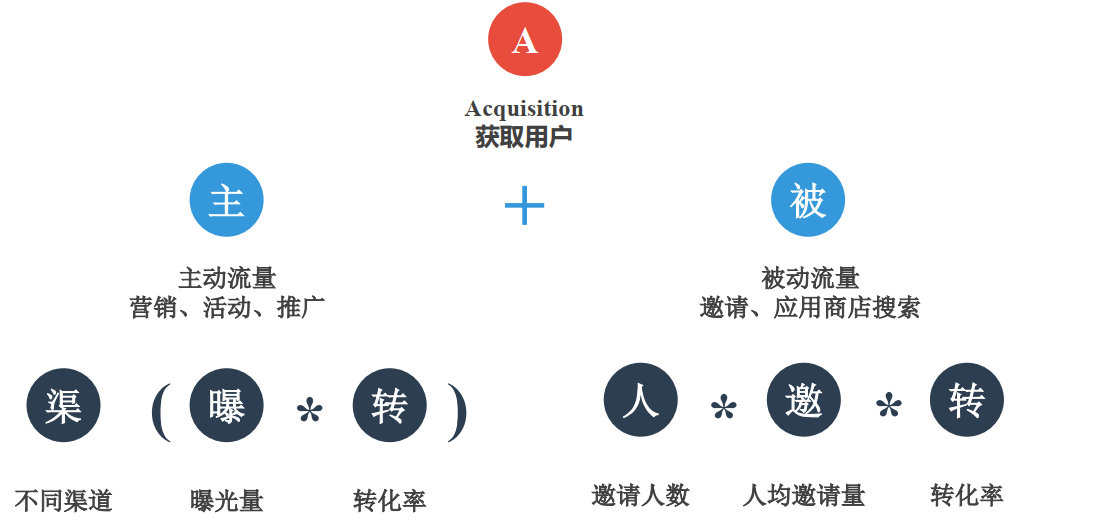 A
Acquisition
获取用户
主 + 被
主动流量
营销、活动、推广
被动流量
邀请、应用商店搜索
渠 ( 曝 * 转 )
人 * 邀 * 转
不同渠道 曝光量 转化率
邀请人数 人均邀请量 转化率